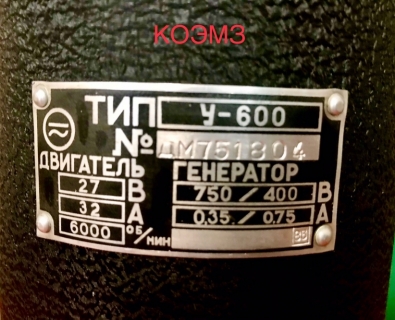 КОЭМЗ
ТИП У-600
№ ДМ751804
ДВИГАТЕЛЬ ГЕНЕРАТОР
27 В 750 / 400 В
32 А 0,35 / 0,75 А
6000 об/мин